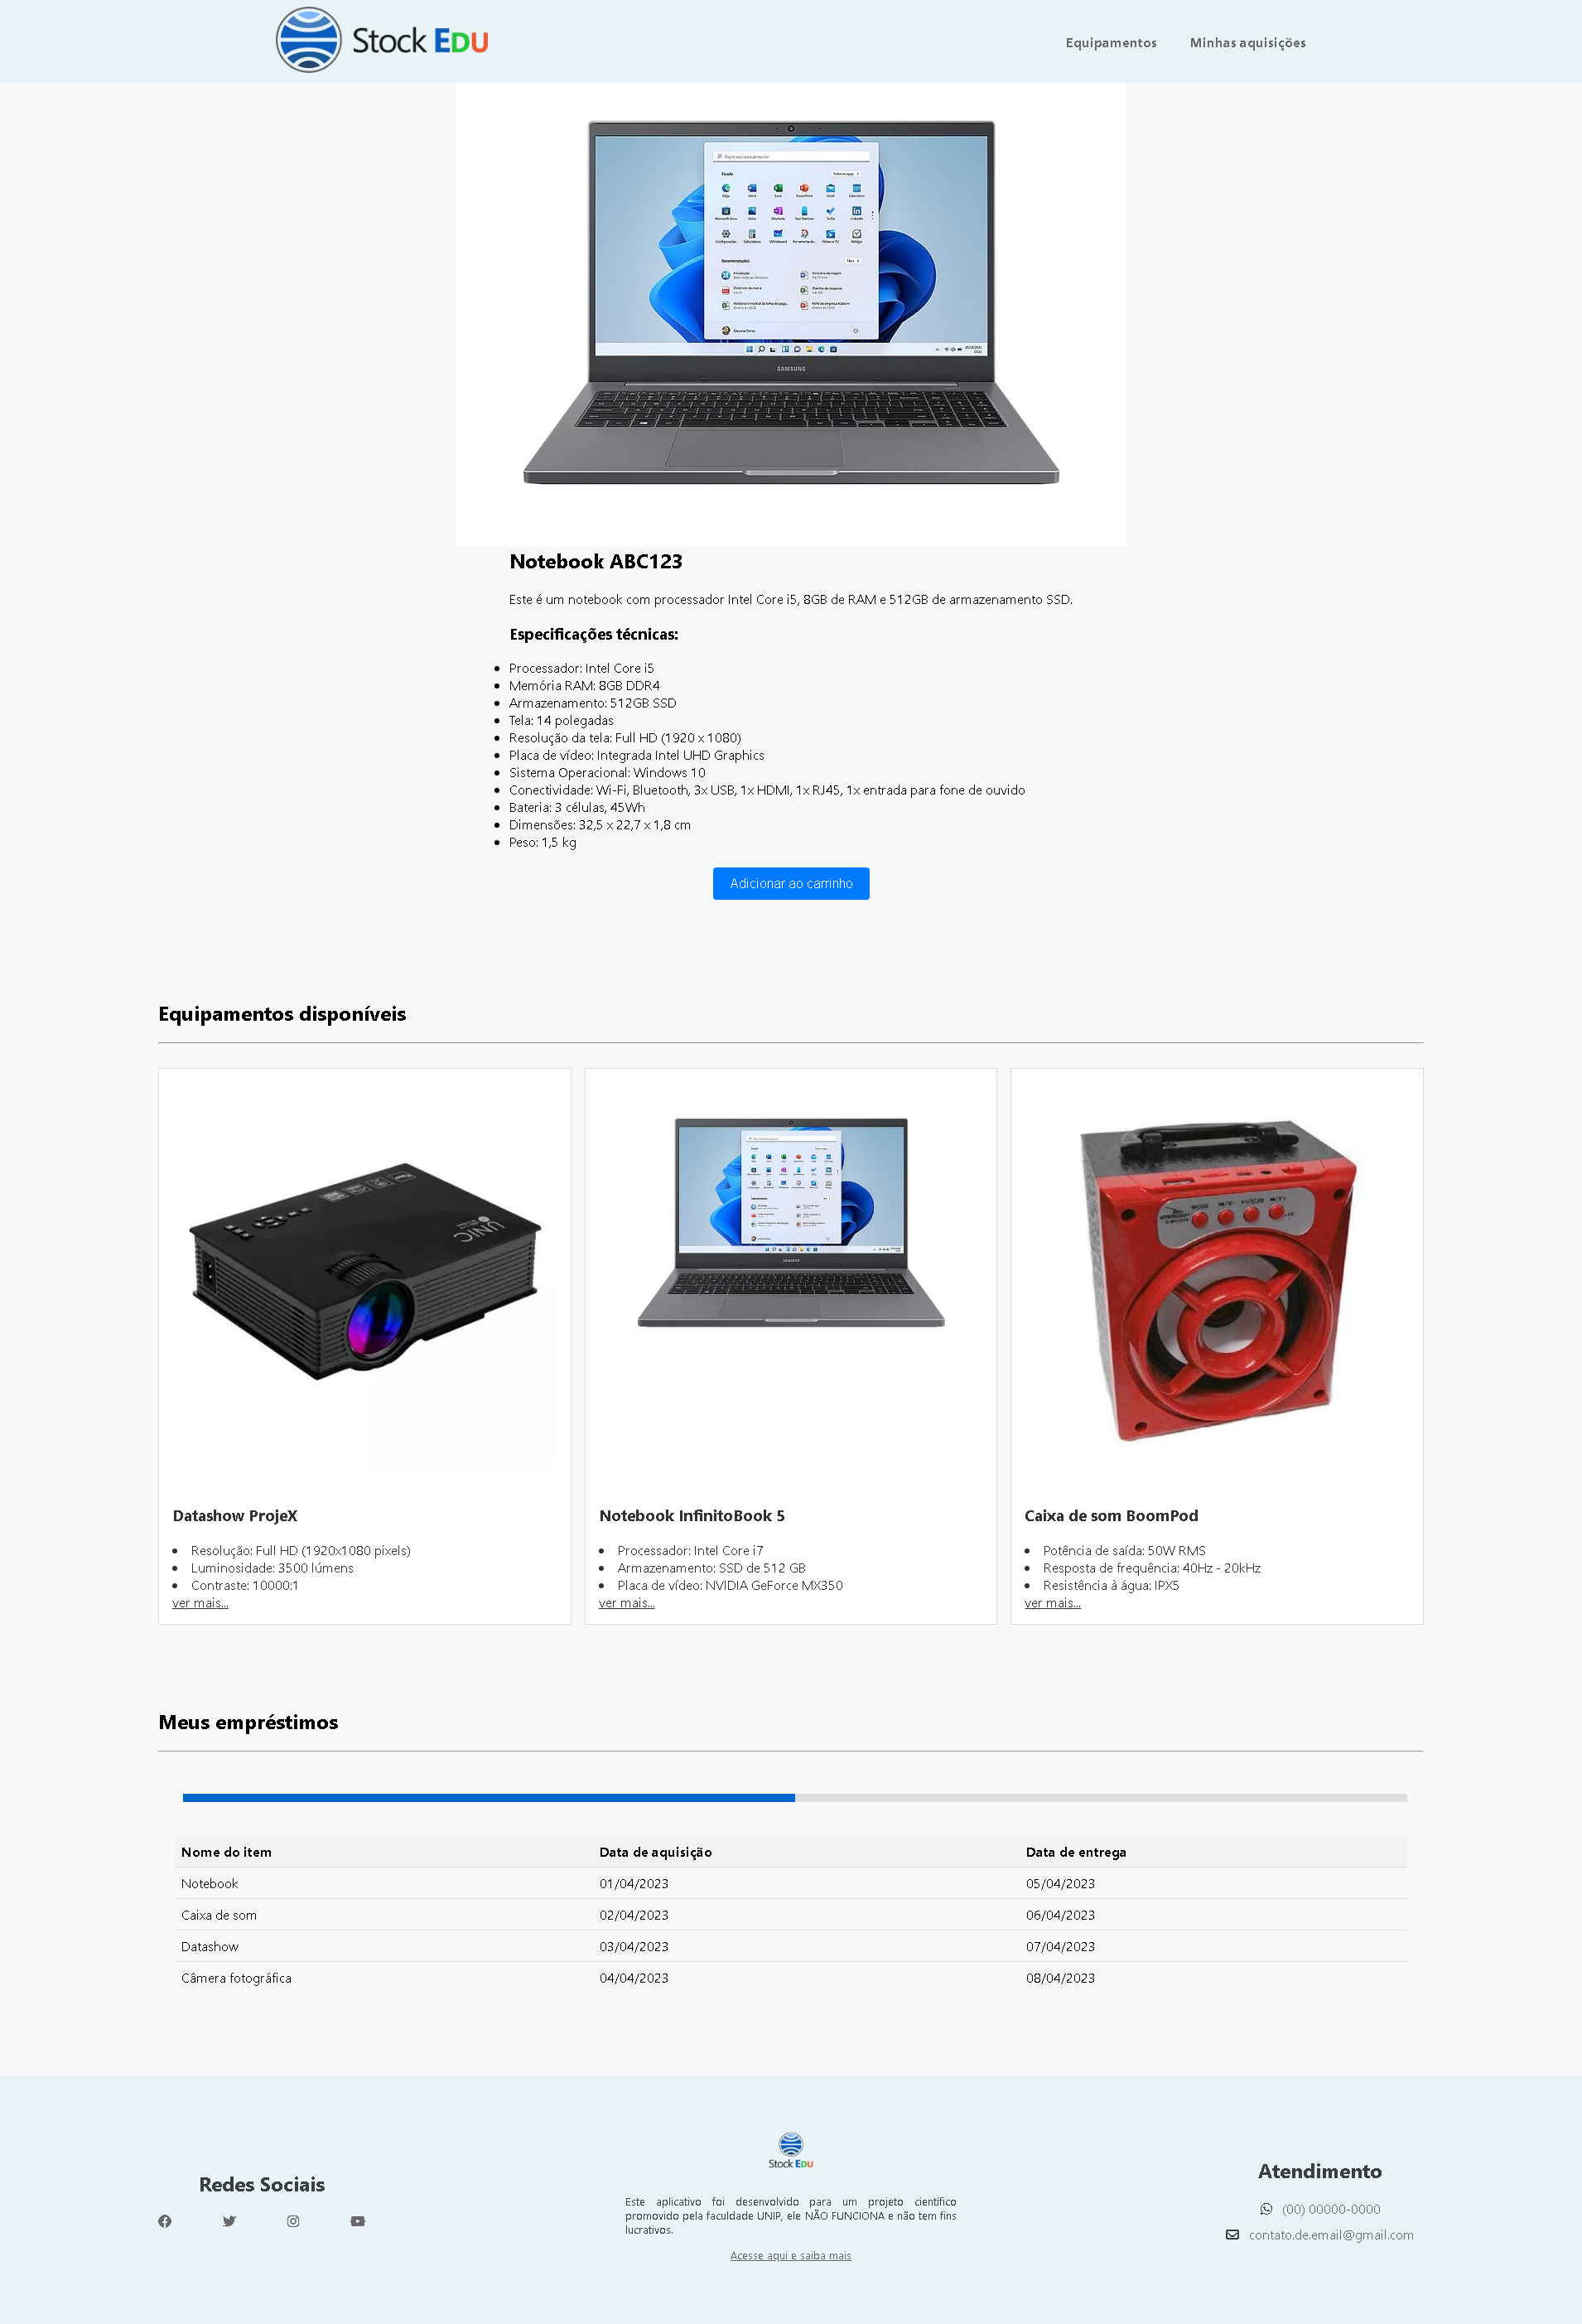 Stock EDU
Equipamentos Minhas aquisições
SAMSUNG
Notebook ABC123
Este é um notebook com processador Intel Core i5, 8GB de RAM e 512GB de armazenamento SSD.
Especificações técnicas:
Processador: Intel Core i5
Memória RAM: 8GB DDR4
Armazenamento: 512GB SSD
Tela: 14 polegadas
Resolução da tela: Full HD (1920 x 1080)
Placa de vídeo: Integrada Intel UHD Graphics
Sistema Operacional: Windows 10
Conectividade: Wi-Fi, Bluetooth, 3x USB, 1x HDMI, 1x RJ45, 1x entrada para fone de ouvido
Bateria: 3 células, 45Wh
Dimensões: 32,5 x 22,7 x 1,8 cm
Peso: 1,5 kg
Adicionar ao carrinho
Equipamentos disponíveis
UNIC
MODE
Datashow ProjeX
Resolução: Full HD (1920x1080 pixels)
Luminosidade: 3500 lúmens
Contraste: 10000:1
ver mais...
Notebook InfinitoBook 5
Processador: Intel Core i7
Armazenamento: SSD de 512 GB
Placa de vídeo: NVIDIA GeForce MX350
ver mais...
Caixa de som BoomPod
Potência de saída: 50W RMS
Resposta de frequência: 40Hz - 20kHz
Resistência à água: IPX5
ver mais...
Meus empréstimos
Nome do item Data de aquisição Data de entrega
Notebook 01/04/2023 05/04/2023
Caixa de som 02/04/2023 06/04/2023
Datashow 03/04/2023 07/04/2023
Câmera fotográfica 04/04/2023 08/04/2023
Redes Sociais
Stock EDU
Este aplicativo foi desenvolvido para um projeto científico
promovido pela faculdade UNIP, ele NÃO FUNCIONA e não tem fins
lucrativos.
Acesse aqui e saiba mais
Atendimento
(00) 00000-0000
contato.de.email@gmail.com